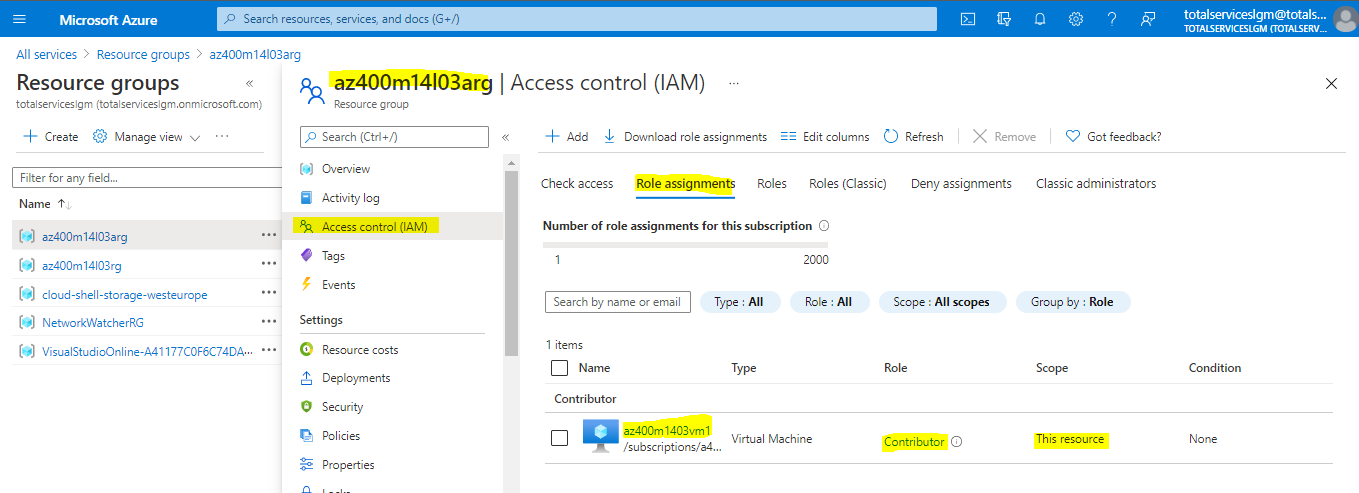 Microsoft Azure
Search resources, services, and docs (G+/)
totalserviceslgm@totals...
TOTALSERVICESLGM (TOTALSERV...
All services > Resource groups > az400m14l03arg
Resource groups
totalserviceslgm (totalserviceslgm.onmicrosoft.com)
+ Create
Manage view
...
Filter for any field...
Name ↑↓
az400m14l03arg
az400m14l03rg
cloud-shell-storage-westeurope
NetworkWatcherRG
VisualStudioOnline-A41177C0F6C74DA...
az400m14l03arg | Access control (IAM)
...
Resource group
Search (Ctrl+/)
Overview
Activity log
Access control (IAM)
Tags
Events
Settings
Resource costs
Deployments
Security
Policies
Properties
Locks
+ Add
Download role assignments
Edit columns
Refresh
Remove
Got feedback?
Check access
Role assignments
Roles
Roles (Classic)
Deny assignments
Classic administrators
Number of role assignments for this subscription
1
2000
Search by name or email
Type : All
Role : All
Scope : All scopes
Group by : Role
1 items
Name
Type
Role
Scope
Condition
Contributor
az400m1403vm1
/subscriptions/a4...
Virtual Machine
Contributor
This resource
None